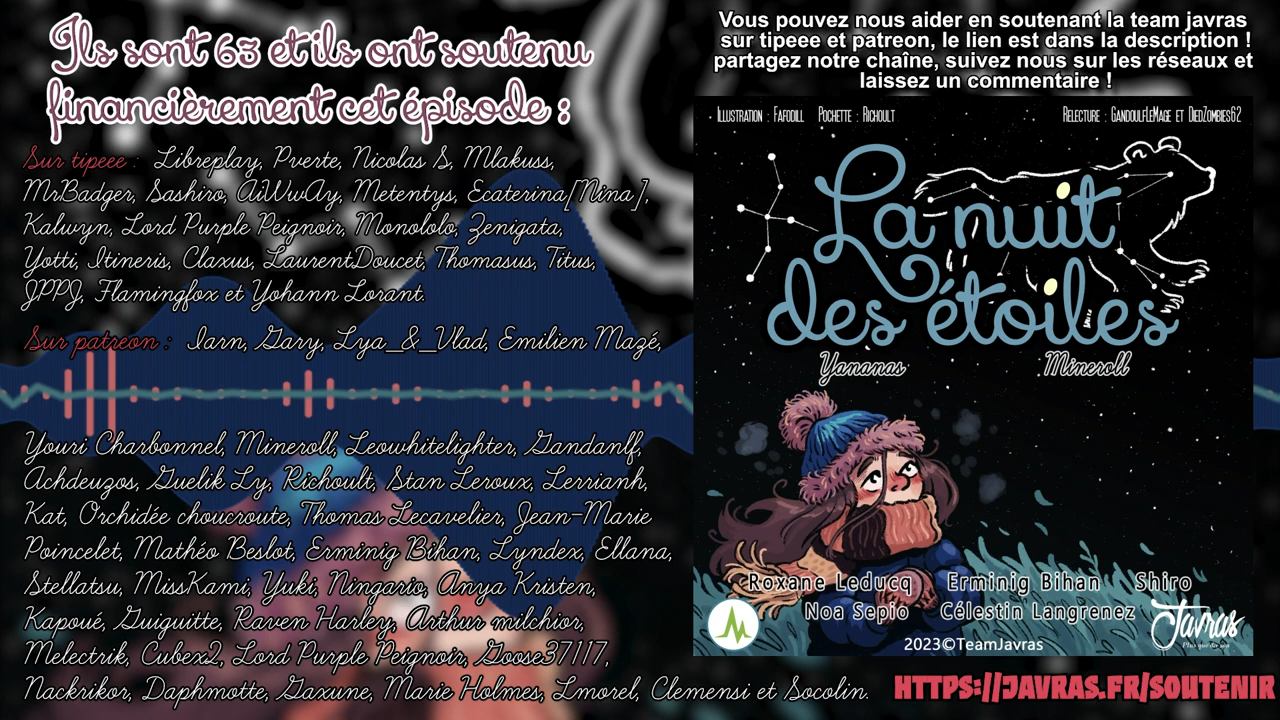 Ils sont 63 et ils ont soutenu
financièrement cet épisode :
Sur tipeee : Libreplay, Pverte, Nicolas S, Mlakuss,
MrBadger, Sashiro, AiWwAy, Metentys, Ecaterina[Nina],
Kalwyn, Lord Purple Peignoir, Monololo, Zenigata,
Yotti, Itineris, Claxus, LaurentDoucet, Thomasus, Titus,
JPPJ, Flamingfox et Yohann Lorant.
Sur patreon : Iarn, Gary, Lya_&_Vlad, Emilien Mazé,
Youri Charbonnel, Mineroll, Leowhitelighter, Gandanlf,
Achdeuzos, Guelik Ly, Richoult, Stan Leroux, Lerrianh,
Kat, Orchidée choucroute, Thomas Lecavelier, Jean-Marie
Poincelet, Mathéo Beslot, Erminig Bihan, Lyndex, Ellana,
Stellatsu, MissKami, Yuki, Ningario, Anya Kristen,
Kapoué, Guiguitte, Raven Harley, Arthur milchior,
Melectrik, Cubex2, Lord Purple Peignoir, Goose37117,
Nackrikor, Daphmotte, Gaxune, Marie Holmes, Lmorel, Clemensi et Socolin.
Vous pouvez nous aider en soutenant la team javras
sur tipeee et patreon, le lien est dans la description !
partagez notre chaîne, suivez nous sur les réseaux et
laissez un commentaire !
Illustration : Fafodill Pochette : Richoult Relecture : GandoulfLeMage et DiedZombies62
La nuit
des étoiles
Yananas Mineroll
Roxane Leducq Erminig Bihan Shiro
Noa Sepio Célestin Langrenez
Javras
Plus que du son
2023©TeamJavras
HTTPS://JAVRAS.FR/SOUTENIR